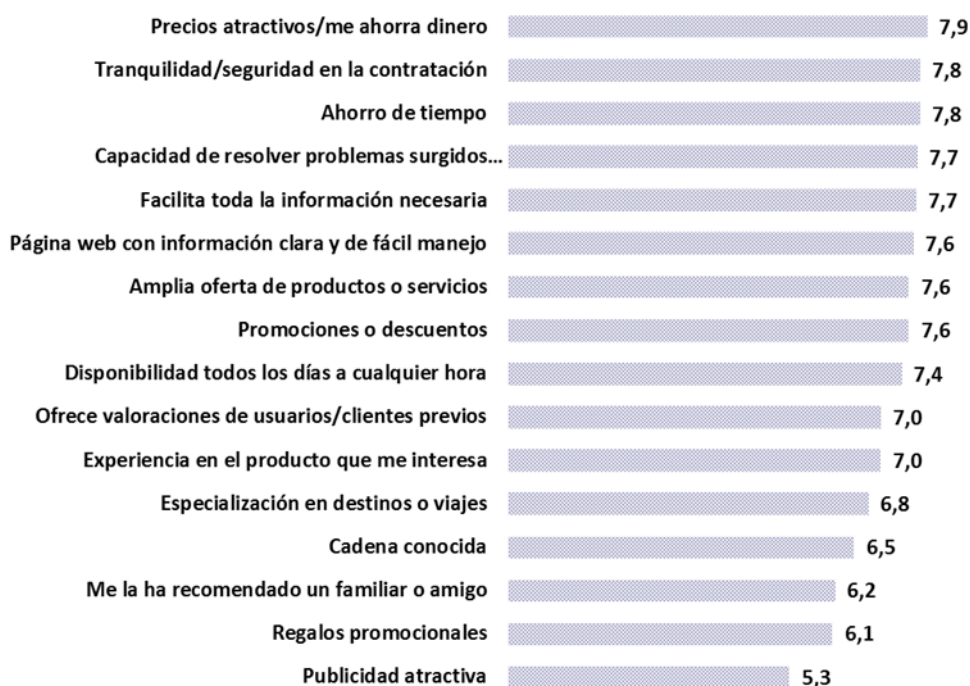 Precios atractivos/me ahorra dinero 7,9
Tranquilidad/seguridad en la contratación 7,8
Ahorro de tiempo 7,8
Capacidad de resolver problemas surgidos... 7,7
Facilita toda la información necesaria 7,7
Página web con información clara y de fácil manejo 7,6
Amplia oferta de productos o servicios 7,6
Promociones o descuentos 7,6
Disponibilidad todos los días a cualquier hora 7,4
Ofrece valoraciones de usuarios/clientes previos 7,0
Experiencia en el producto que me interesa 7,0
Especialización en destinos o viajes 6,8
Cadena conocida 6,5
Me la ha recomendado un familiar o amigo 6,2
Regalos promocionales 6,1
Publicidad atractiva 5,3